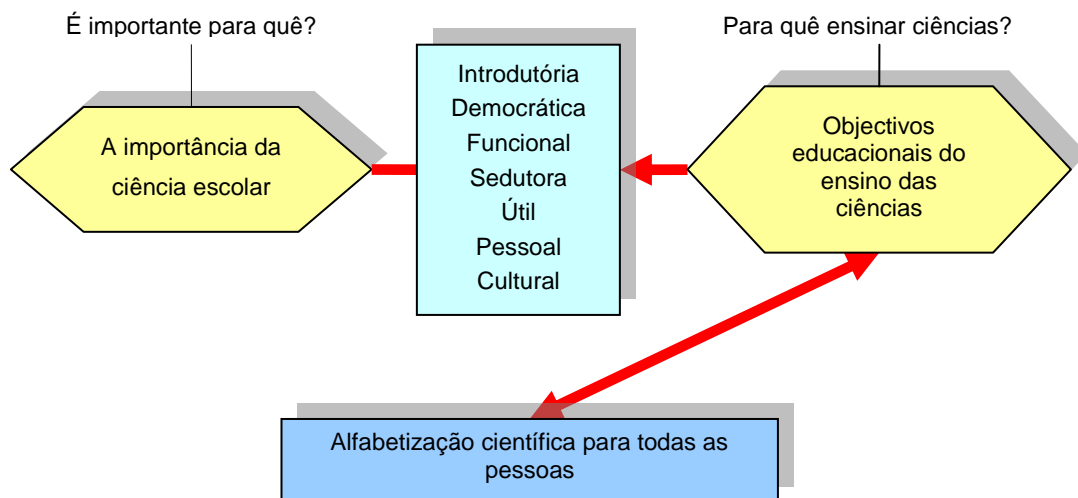 É importante para quê?
A importância da
ciência escolar
Introdutória
Democrática
Funcional
Sedutora
Útil
Pessoal
Cultural
Para quê ensinar ciências?
Objectivos
educacionais do
ensino das
ciências
Alfabetização científica para todas as
pessoas